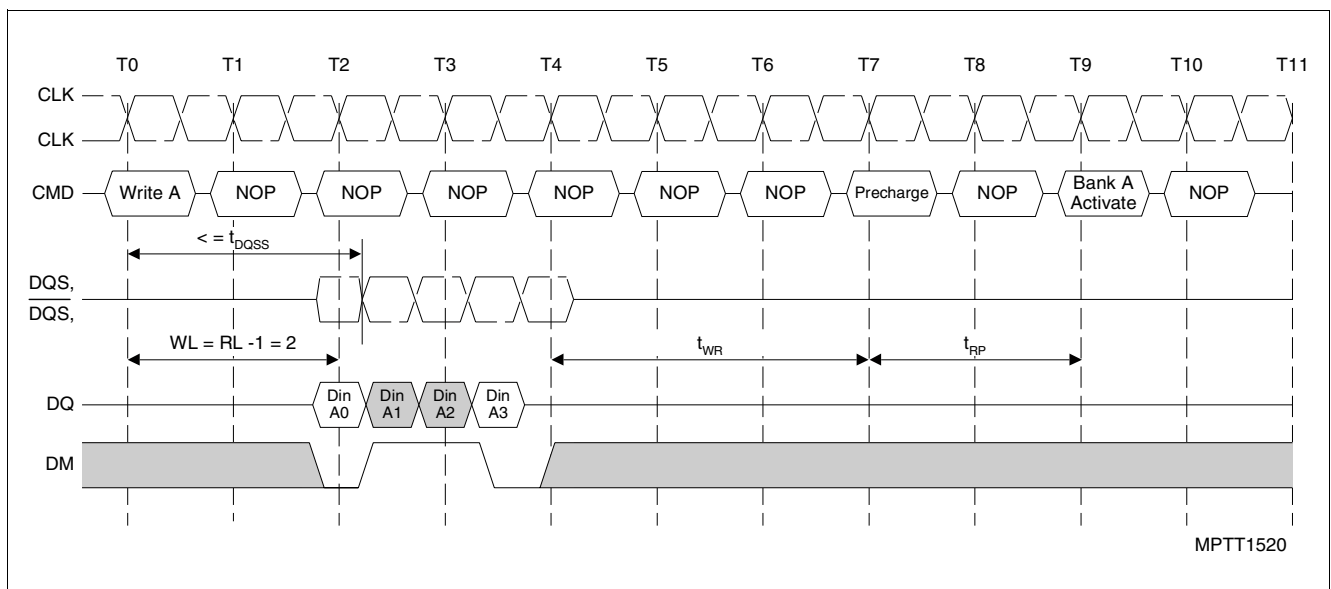 T0 T1 T2 T3 T4 T5 T6 T7 T8 T9 T10 T11
CLK
CLK
CMD Write A NOP NOP NOP NOP NOP NOP Precharge NOP Bank A Activate NOP
< = tDQSS
DQS,
DQS,
WL = RL -1 = 2 tWR tRP
DQ Din A0 Din A1 Din A2 Din A3
DM
MPTT1520